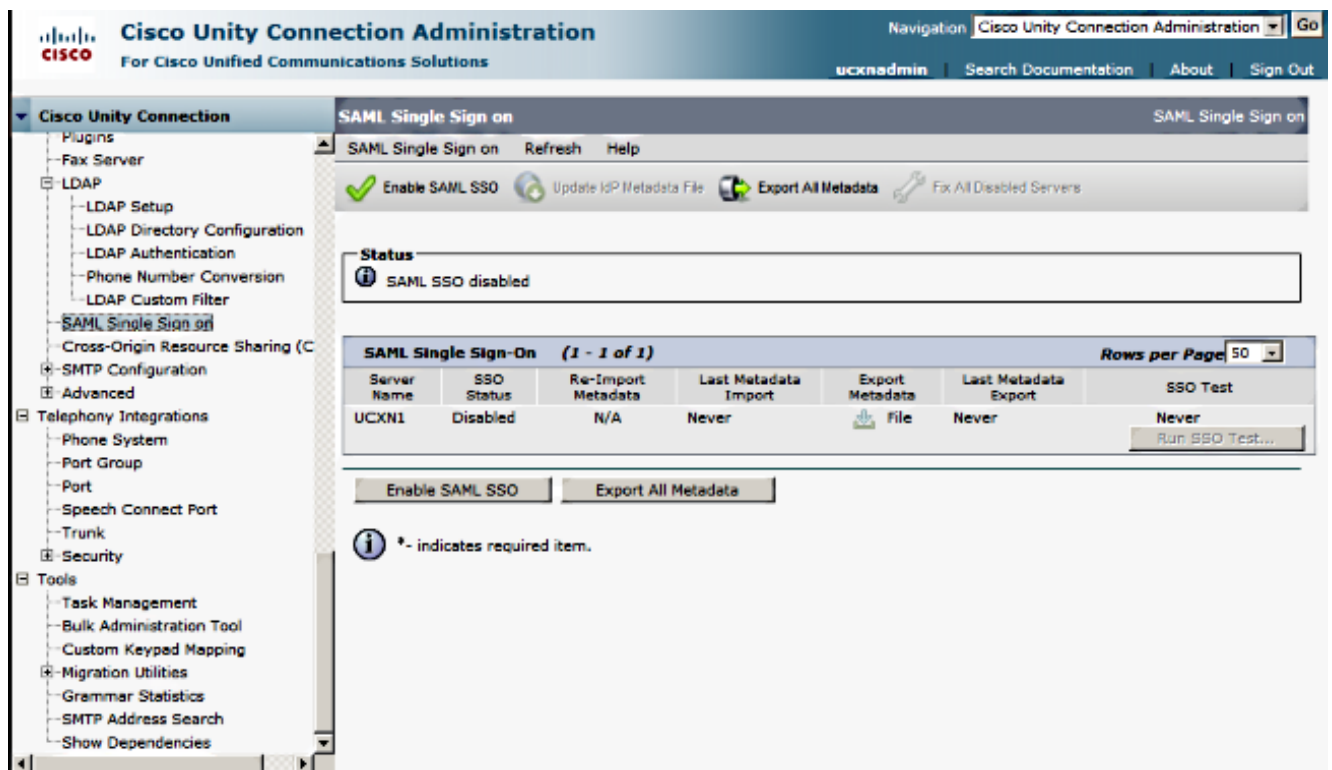 Cisco Unity Connection Administration
For Cisco Unified Communications Solutions
CISCO
Navigation Cisco Unity Connection Administration Go
ucxnadmin | Search Documentation | About | Sign Out
Cisco Unity Connection
Plugins
Fax Server
LDAP
LDAP Setup
LDAP Directory Configuration
LDAP Authentication
Phone Number Conversion
LDAP Custom Filter
SAML Single Sign on
Cross-Origin Resource Sharing (C
SMTP Configuration
Advanced
Telephony Integrations
Phone System
Port Group
Port
Speech Connect Port
Trunk
Security
Tools
Task Management
Bulk Administration Tool
Custom Keypad Mapping
Migration Utilities
Grammar Statistics
SMTP Address Search
Show Dependencies
SAML Single Sign on SAML Single Sign on
SAML Single Sign on Refresh Help
Enable SAML SSO Update IdP Metadata File Export All Metadata Fix All Disabled Servers
Status
SAML SSO disabled
SAML Single Sign-On (1 - 1 of 1) Rows per Page 50
Server Name SSO Status Re-Import Metadata Last Metadata Import Export Metadata Last Metadata Export SSO Test
UCXN1 Disabled N/A Never File Never Never
Run SSO Test...
Enable SAML SSO Export All Metadata
*- indicates required item.